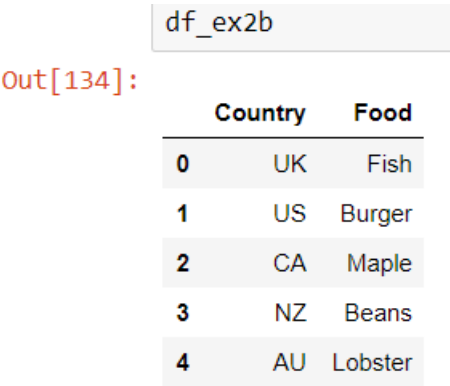 df_ex2b
Out[134]:
Country Food
0 UK Fish
1 US Burger
2 CA Maple
3 NZ Beans
4 AU Lobster